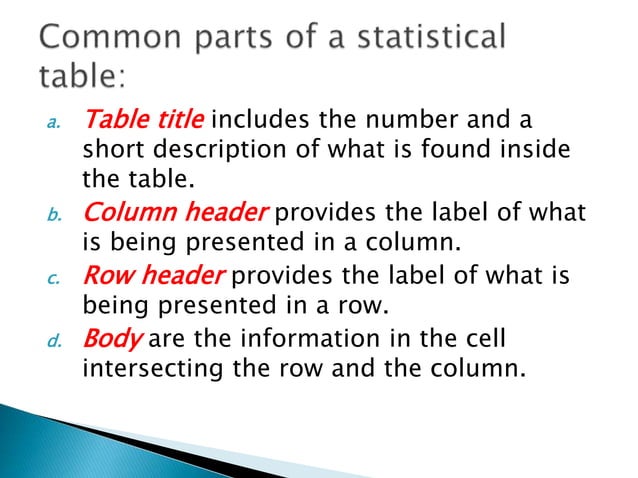 Common parts of a statistical
table:
a. Table title includes the number and a
short description of what is found inside
the table.
b. Column header provides the label of what
is being presented in a column.
c. Row header provides the label of what is
being presented in a row.
d. Body are the information in the cell
intersecting the row and the column.